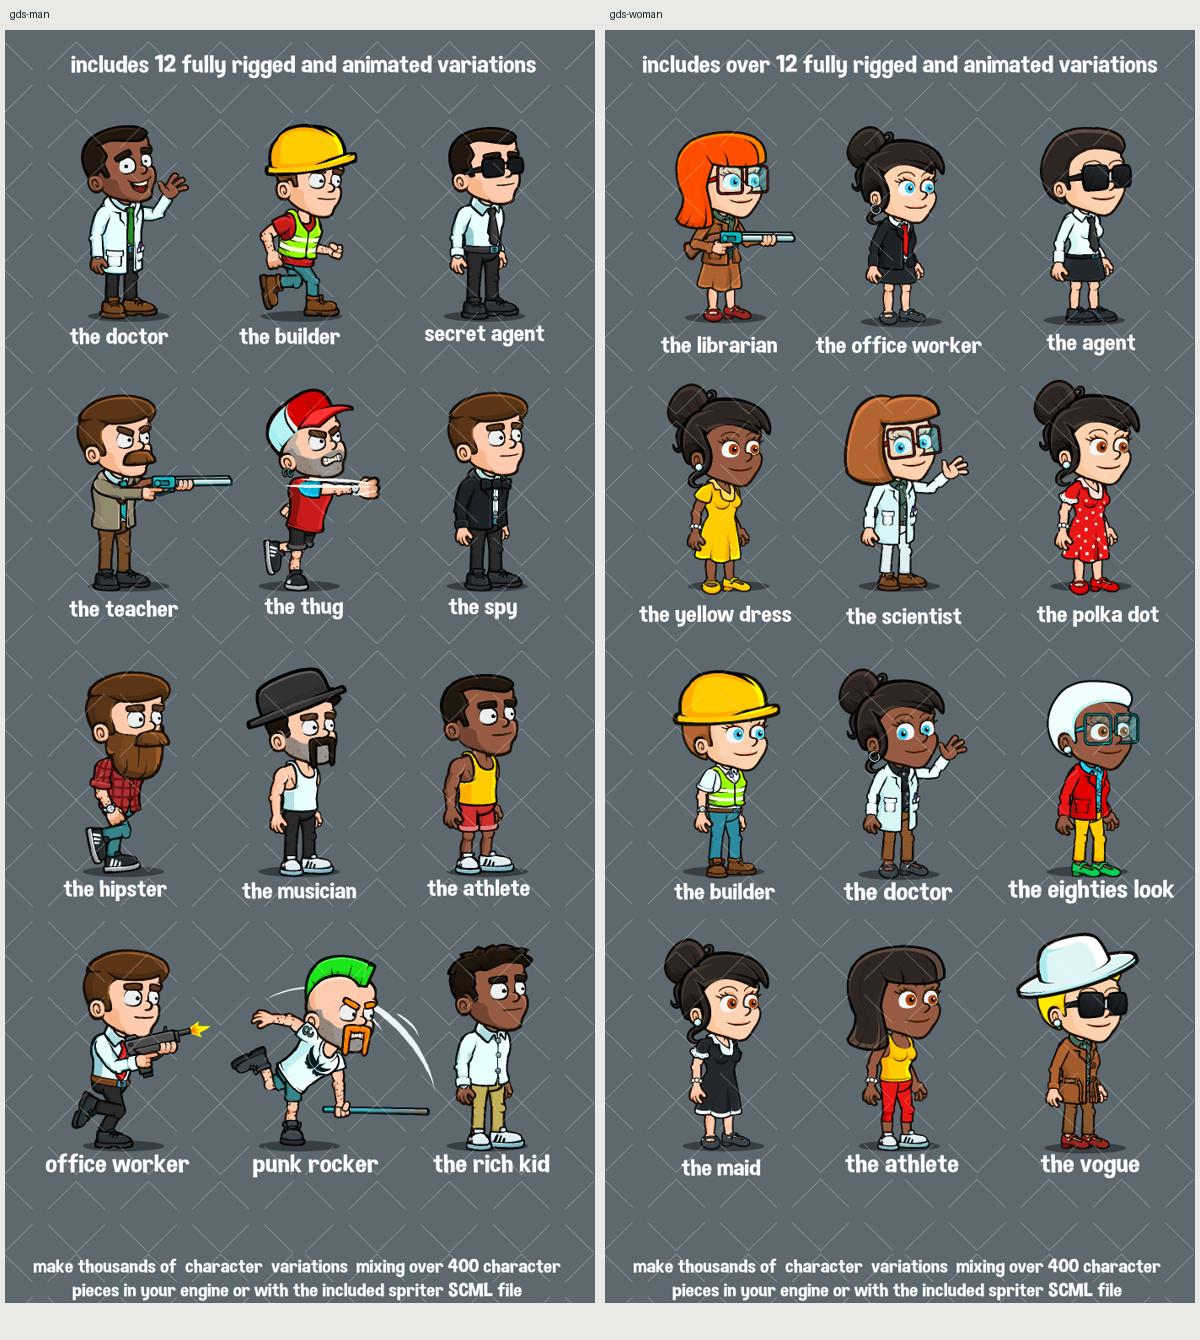 gds-man
includes 12 fully rigged and animated variations
the doctor
the builder
secret agent
the teacher
the thug
the spy
the hipster
the musician
the athlete
office worker
punk rocker
the rich kid
make thousands of character variations mixing over 400 character
pieces in your engine or with the included spriter SCML file
gds-woman
includes over 12 fully rigged and animated variations
the librarian
the office worker
the agent
the yellow dress
the scientist
the polka dot
the builder
the doctor
the eighties look
the maid
the athlete
the vogue
make thousands of character variations mixing over 400 character
pieces in your engine or with the included spriter SCML file